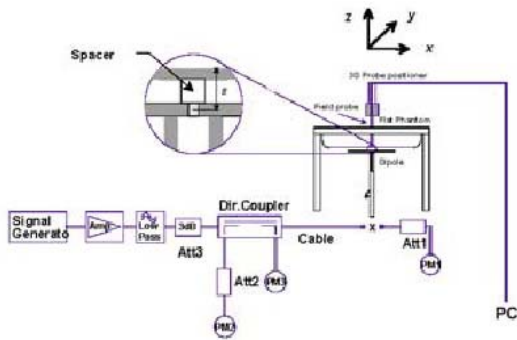 z
y
x
Spacer
3D Probe positioner
Field probe
Flat Phantom
Dipole
Dir.Coupler
Signal
Generato
Amp
Low
Pass
3dB
Att3
Cable
x
Att1
PM1
Att2
PM3
PM2
PC